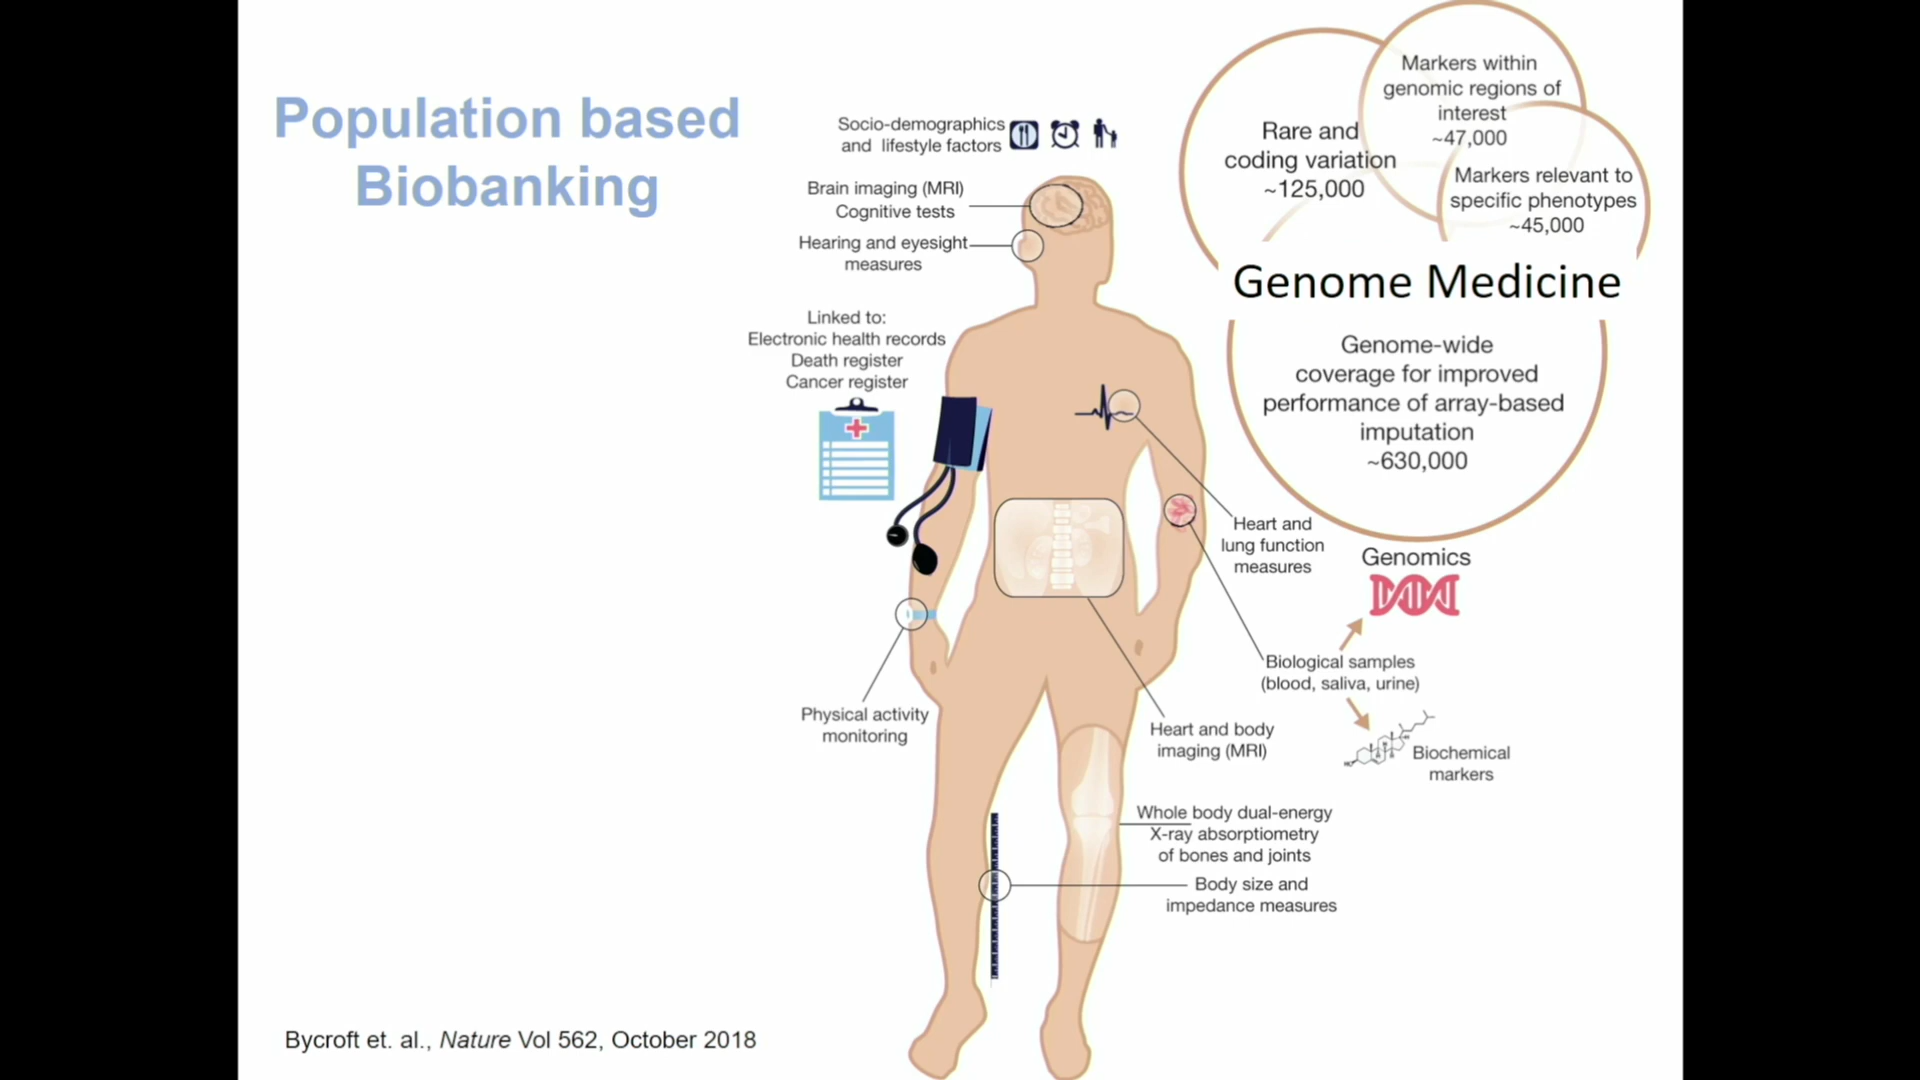 Population based
Biobanking
Socio-demographics
and lifestyle factors
Brain imaging (MRI)
Cognitive tests
Hearing and eyesight
measures
Linked to:
Electronic health records
Death register
Cancer register
Physical activity
monitoring
Rare and
coding variation
~125,000
Markers within
genomic regions of
interest
~47,000
Markers relevant to
specific phenotypes
~45,000
Genome Medicine
Genome-wide
coverage for improved
performance of array-based
imputation
~630,000
Heart and
lung function
measures
Genomics
Biological samples
(blood, saliva, urine)
Biochemical
markers
Heart and body
imaging (MRI)
Whole body dual-energy
X-ray absorptiometry
of bones and joints
Body size and
impedance measures
Bycroft et. al., Nature Vol 562, October 2018